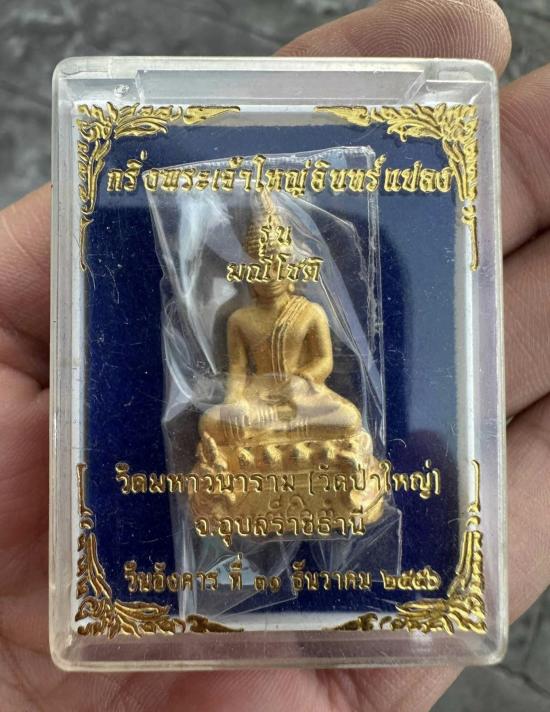 กริ่งพระเจ้าใหญ่อินทร์แปลง
รุ่น
มณีโชติ
วัดมหาวนาราม (วัดป่าใหญ่)
จ.อุบลราชธานี
วันอังคาร ที่ ๓๑ ธันวาคม ๒๕๕๖